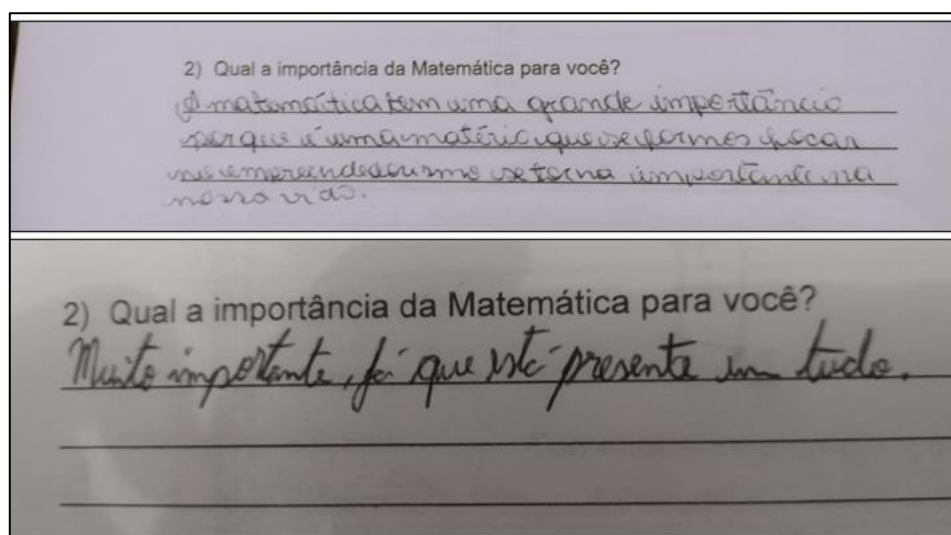 2) Qual a importância da Matemática para você?
A matemática tem uma grande importância
porque é uma matéria que se formos focar
no empreendedorismo se torna importante na
nossa vida.
2) Qual a importância da Matemática para você?
Muito importante, já que está presente em tudo.